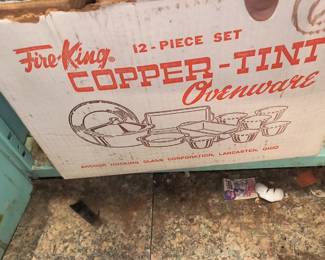 Fire-King
12-PIECE SET
COPPER-TINT
Ovenware
ANCHOR HOCKING GLASS CORPORATION, LANCASTER, OHIO